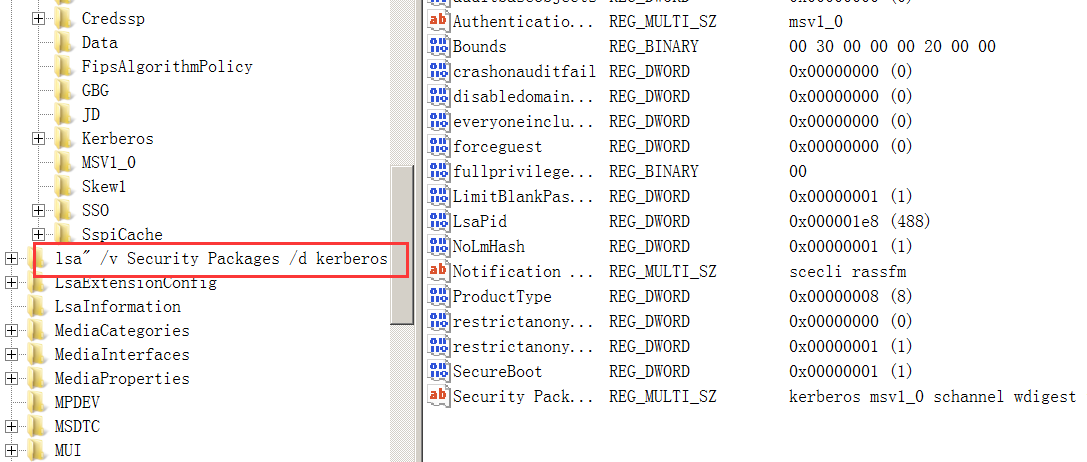 Credssp
Data
FipsAlgorithmPolicy
GBG
JD
Kerberos
MSV1_0
Skew1
SSO
SspiCache
lsa" /v Security Packages /d kerberos
LsaExtensionConfig
LsaInformation
MediaCategories
MediaInterfaces
MediaProperties
MPDEV
MSDTC
MUI
Authenticatio... REG_MULTI_SZ msv1_0
Bounds REG_BINARY 00 30 00 00 00 20 00 00
crashonauditfail REG_DWORD 0x00000000 (0)
disabledomain... REG_DWORD 0x00000000 (0)
everyoneinclu... REG_DWORD 0x00000000 (0)
forceguest REG_DWORD 0x00000000 (0)
fullprivilege... REG_BINARY 00
LimitBlankPas... REG_DWORD 0x00000001 (1)
LsaPid REG_DWORD 0x000001e8 (488)
NoLmHash REG_DWORD 0x00000001 (1)
Notification ... REG_MULTI_SZ scecli rassfm
ProductType REG_DWORD 0x00000008 (8)
restrictanony... REG_DWORD 0x00000000 (0)
restrictanony... REG_DWORD 0x00000001 (1)
SecureBoot REG_DWORD 0x00000001 (1)
Security Pack... REG_MULTI_SZ kerberos msv1_0 schannel wdigest